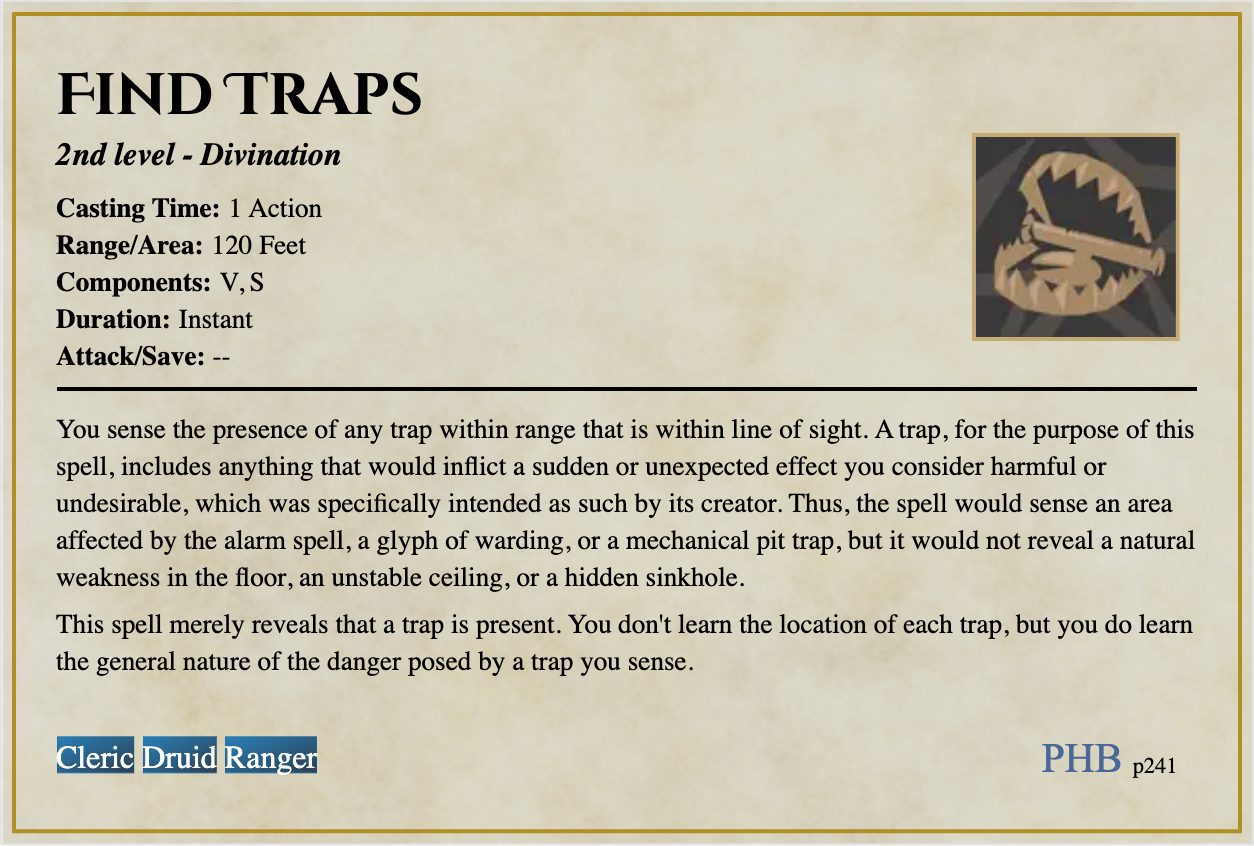 Find Traps
2nd level - Divination
Casting Time: 1 Action
Range/Area: 120 Feet
Components: V, S
Duration: Instant
Attack/Save: --
You sense the presence of any trap within range that is within line of sight. A trap, for the purpose of this
spell, includes anything that would inflict a sudden or unexpected effect you consider harmful or
undesirable, which was specifically intended as such by its creator. Thus, the spell would sense an area
affected by the alarm spell, a glyph of warding, or a mechanical pit trap, but it would not reveal a natural
weakness in the floor, an unstable ceiling, or a hidden sinkhole.
This spell merely reveals that a trap is present. You don't learn the location of each trap, but you do learn
the general nature of the danger posed by a trap you sense.
Cleric Druid Ranger PHB p241